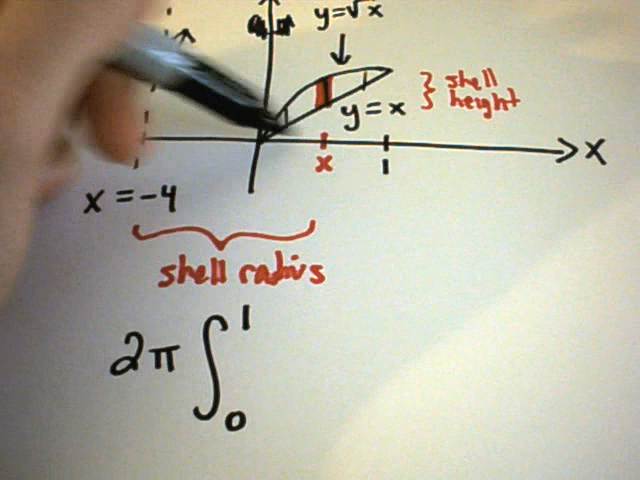 y=√x
} shell height
y=x
x
x
1
x=-4
shell radius
2π∫₀¹